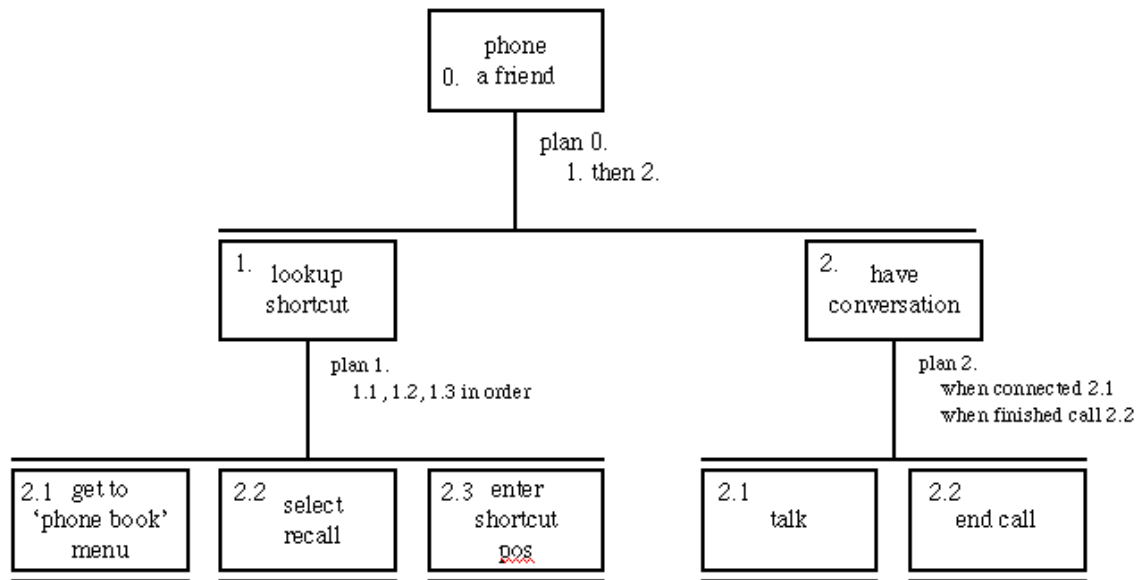 phone
0. a friend
plan 0.
1. then 2.
1. lookup
shortcut
2. have
conversation
plan 1.
1.1, 1.2, 1.3 in order
plan 2.
when connected 2.1
when finished call 2.2
2.1 get to
‘phone book’
menu
2.2 select
recall
2.3 enter
shortcut
pos
2.1
talk
2.2
end call